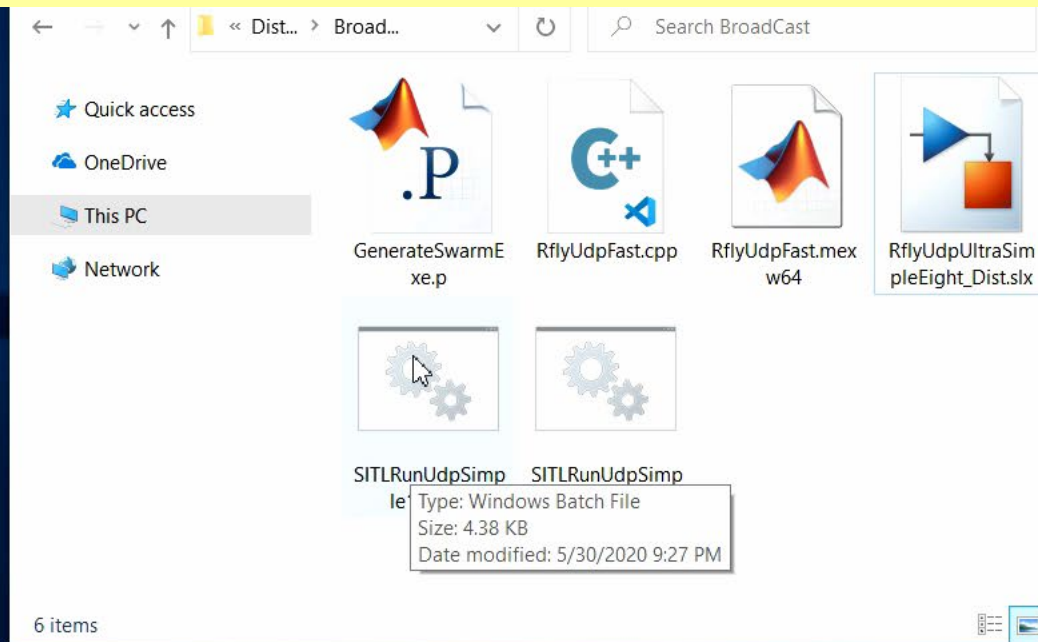 « Dist... > Broad...
Search BroadCast
Quick access
OneDrive
This PC
Network
GenerateSwarmE
xe.p
RflyUdpFast.cpp
RflyUdpFast.mex
w64
RflyUdpUltraSim
pleEight_Dist.slx
.P
C++
SITLRunUdpSimp
SITLRunUdpSimp
le
Type: Windows Batch File
Size: 4.38 KB
Date modified: 5/30/2020 9:27 PM
6 items